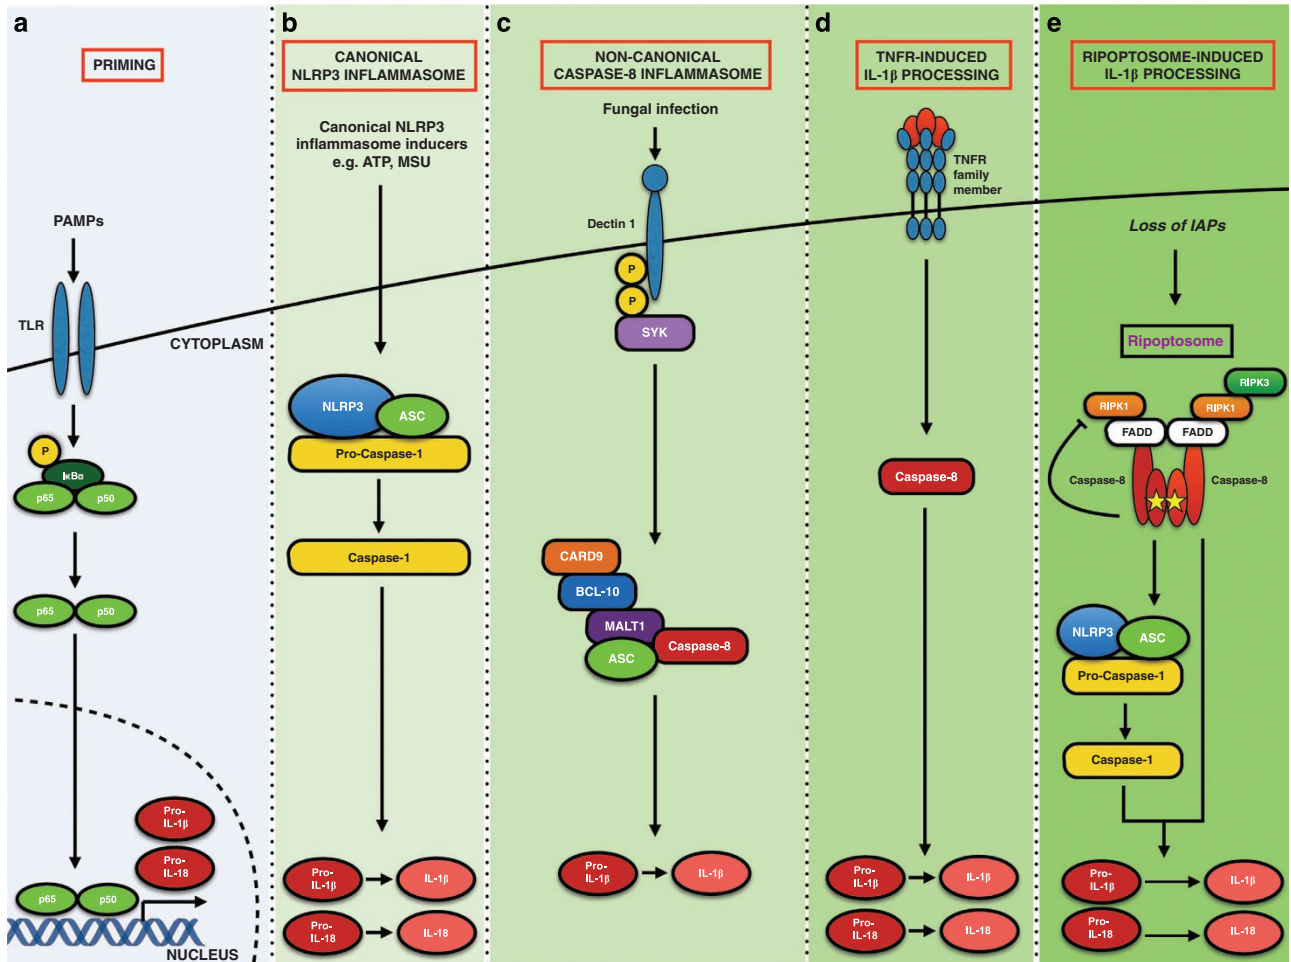 a
PRIMING
PAMPs
TLR
CYTOPLASM
P
IκBα
p65
p50
p65
p50
Pro-
IL-1β
Pro-
IL-18
p65
p50
NUCLEUS
b
CANONICAL
NLRP3 INFLAMMASOME
Canonical NLRP3
inflammasome inducers
e.g. ATP, MSU
NLRP3
ASC
Pro-Caspase-1
Caspase-1
Pro-
IL-1β
IL-1β
Pro-
IL-18
IL-18
c
NON-CANONICAL
CASPASE-8 INFLAMMASOME
Fungal infection
Dectin 1
P
P
SYK
CARD9
BCL-10
MALT1
ASC
Caspase-8
Pro-
IL-1β
IL-1β
d
TNFR-INDUCED
IL-1β PROCESSING
TNFR
family
member
Caspase-8
Pro-
IL-1β
IL-1β
Pro-
IL-18
IL-18
e
RIPOPTOSOME-INDUCED
IL-1β PROCESSING
Loss of IAPs
Ripoptosome
RIPK3
RIPK1
RIPK1
FADD
FADD
Caspase-8
Caspase-8
NLRP3
ASC
Pro-Caspase-1
Caspase-1
Pro-
IL-1β
IL-1β
Pro-
IL-18
IL-18